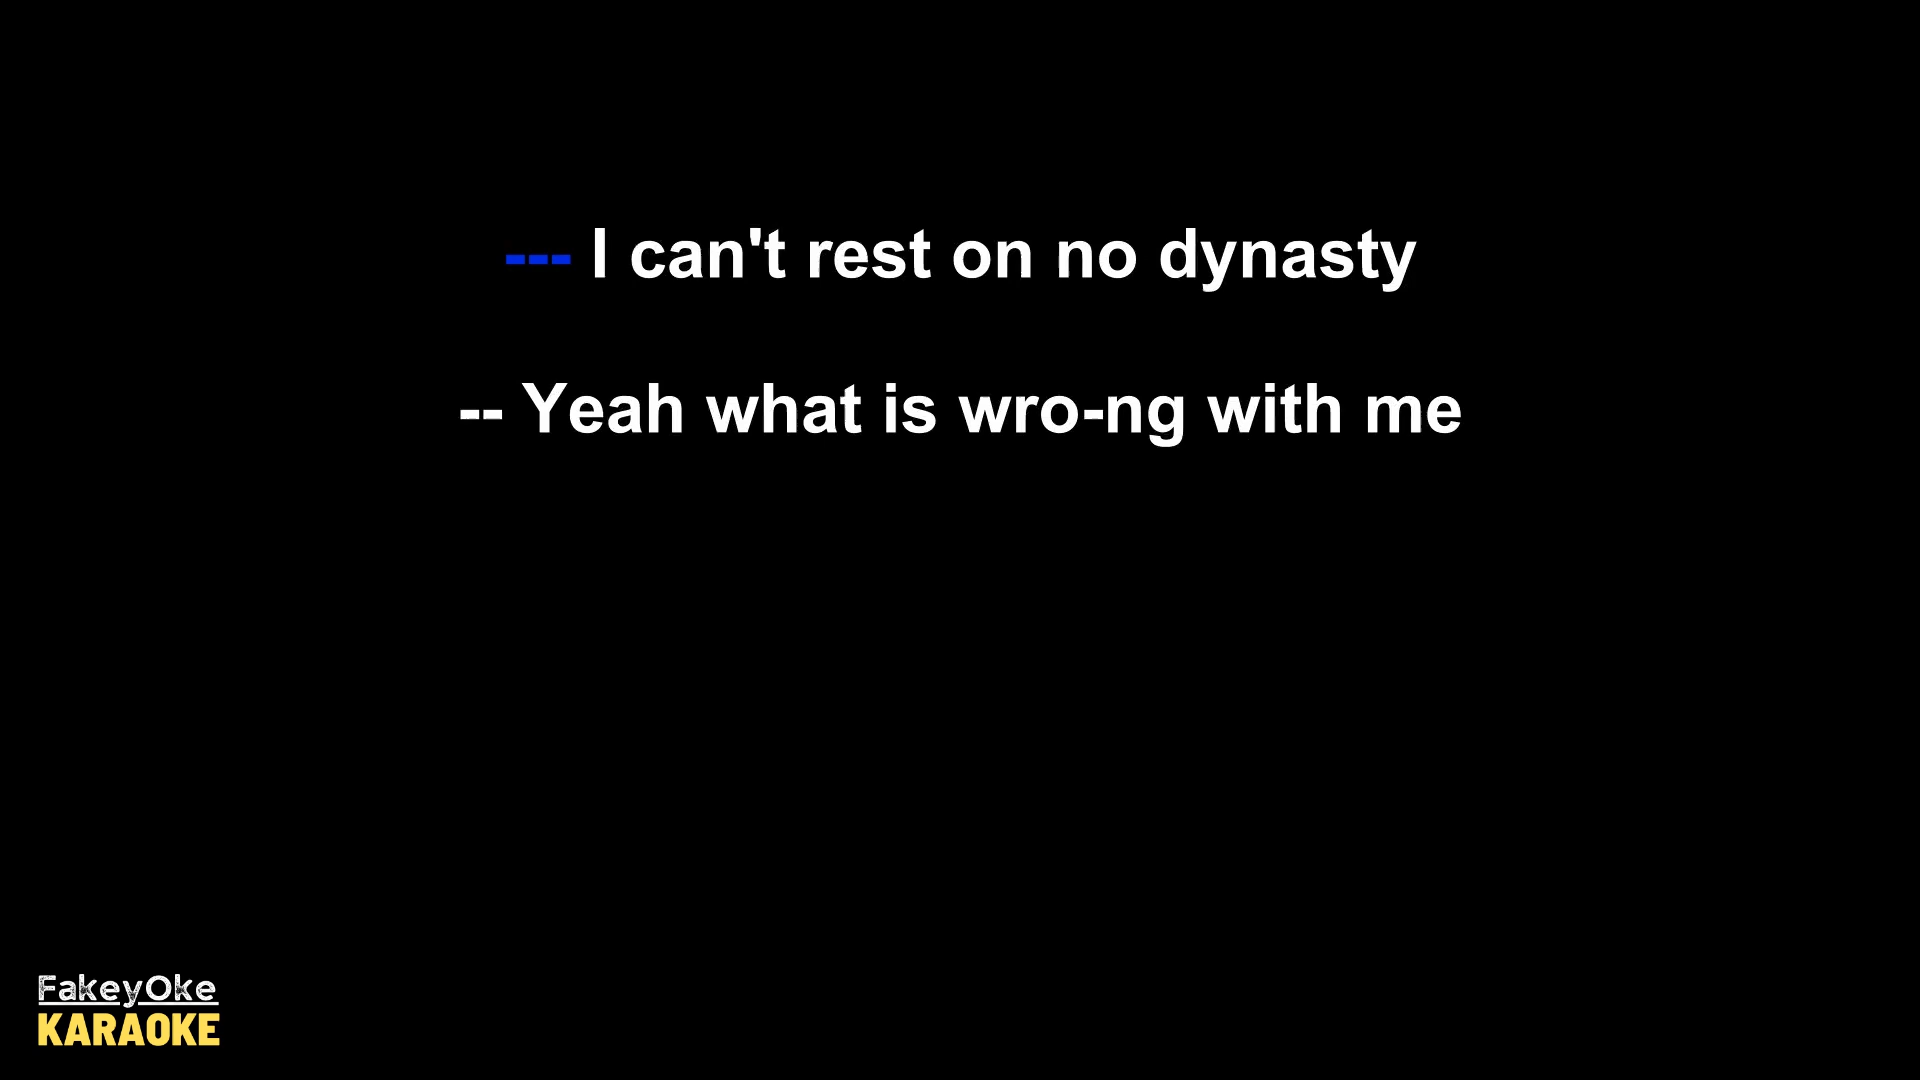 --- I can't rest on no dynasty
-- Yeah what is wro-ng with me
FakeyOke
KARAOKE